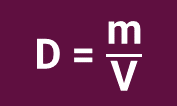 D = m/V